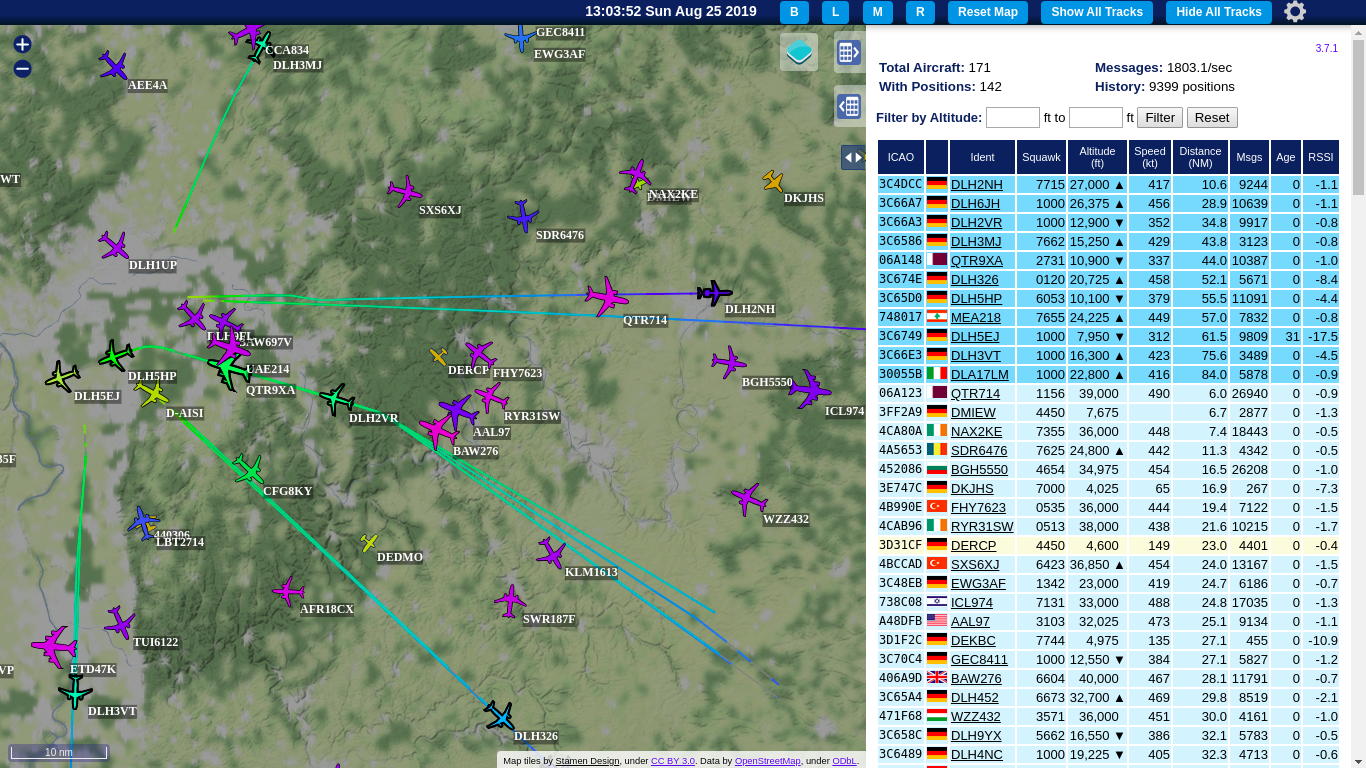 13:03:52 Sun Aug 25 2019 B L M R Reset Map Show All Tracks Hide All Tracks
GEC8411
CCA834
EWG3AF
DLH3MJ
AEE4A
WT
NAX2KE
DKJHS
SXS6XJ
SDR6476
DLH1UP
DLH2NH
QTR714
UAE214
DERCP
FHY7623
DLH5HP
BGH5550
QTR9XA
DLH5EJ
ICL974
D-AISI
RYR31SW
DLH2VR
AAL97
BAW276
35F
CFG8KY
WZZ432
440396
LBT2714
DEDMO
KLM1613
AFR18CX
SWR187F
TUI6122
VP
ETD47K
DLH3VT
DLH326
10 nm
Map tiles by Stamen Design, under CC BY 3.0. Data by OpenStreetMap, under ODbL.
3.7.1
Total Aircraft: 171 Messages: 1803.1/sec
With Positions: 142 History: 9399 positions
Filter by Altitude: ft to ft Filter Reset
ICAO Ident Squawk Altitude (ft) Speed (kt) Distance (NM) Msgs Age RSSI
3C4DCC DLH2NH 7715 27,000 ▲ 417 10.6 9244 0 -1.1
3C66A7 DLH6JH 1000 26,375 ▲ 456 28.9 10639 0 -1.1
3C66A3 DLH2VR 1000 12,900 ▼ 352 34.8 9917 0 -0.8
3C6586 DLH3MJ 7662 15,250 ▲ 429 43.8 3123 0 -0.8
06A148 QTR9XA 2731 10,900 ▼ 337 44.0 10387 0 -1.0
3C674E DLH326 0120 20,725 ▲ 458 52.1 5671 0 -8.4
3C65D0 DLH5HP 6053 10,100 ▼ 379 55.5 11091 0 -4.4
748017 MEA218 7655 24,225 ▲ 449 57.0 7832 0 -0.8
3C6749 DLH5EJ 1000 7,950 ▼ 312 61.5 9809 31 -17.5
3C66E3 DLH3VT 1000 16,300 ▲ 423 75.6 3489 0 -4.5
30055B DLA17LM 1000 22,800 ▲ 416 84.0 5878 0 -0.9
06A123 QTR714 1156 39,000 490 6.0 26940 0 -0.9
3FF2A9 DMIEW 4450 7,675 6.7 2877 0 -1.3
4CA80A NAX2KE 7355 36,000 448 7.4 18443 0 -0.5
4A5653 SDR6476 7625 24,800 ▲ 442 11.3 4342 0 -0.5
452086 BGH5550 4654 34,975 454 16.5 26208 0 -1.0
3E747C DKJHS 7000 4,025 65 16.9 267 0 -7.3
4B990E FHY7623 0535 36,000 444 19.4 7122 0 -1.5
4CAB96 RYR31SW 0513 38,000 438 21.6 10215 0 -1.7
3D31CF DERCP 4450 4,600 149 23.0 4401 0 -0.4
4BCCAD SXS6XJ 6423 36,850 ▲ 454 24.0 13167 0 -1.5
3C48EB EWG3AF 1342 23,000 419 24.7 6186 0 -0.7
738C08 ICL974 7131 33,000 488 24.8 17035 0 -1.3
A48DFB AAL97 3103 32,025 473 25.1 9134 0 -1.1
3D1F2C DEKBC 7744 4,975 135 27.1 455 0 -10.9
3C70C4 GEC8411 1000 12,550 ▼ 384 27.1 5827 0 -1.2
406A9D BAW276 6604 40,000 467 28.1 11791 0 -0.7
3C65A4 DLH452 6673 32,700 ▲ 469 29.8 8519 0 -2.1
471F68 WZZ432 3571 36,000 451 30.0 4161 0 -1.0
3C658C DLH9YX 5662 16,550 ▼ 386 32.1 5783 0 -0.5
3C6489 DLH4NC 1000 19,225 ▼ 405 32.3 4713 0 -0.6